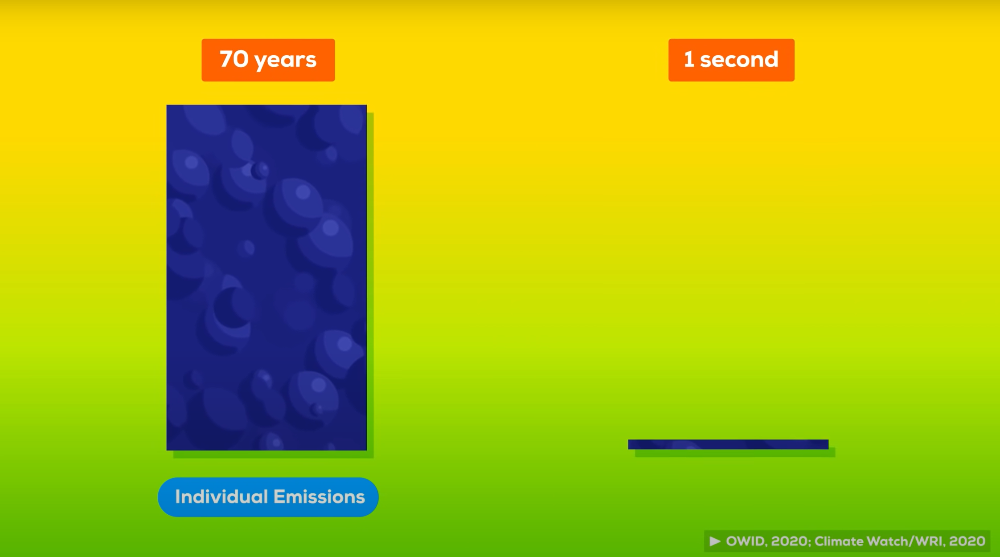 70 years
1 second
Individual Emissions
OWID, 2020; Climate Watch/WRI, 2020